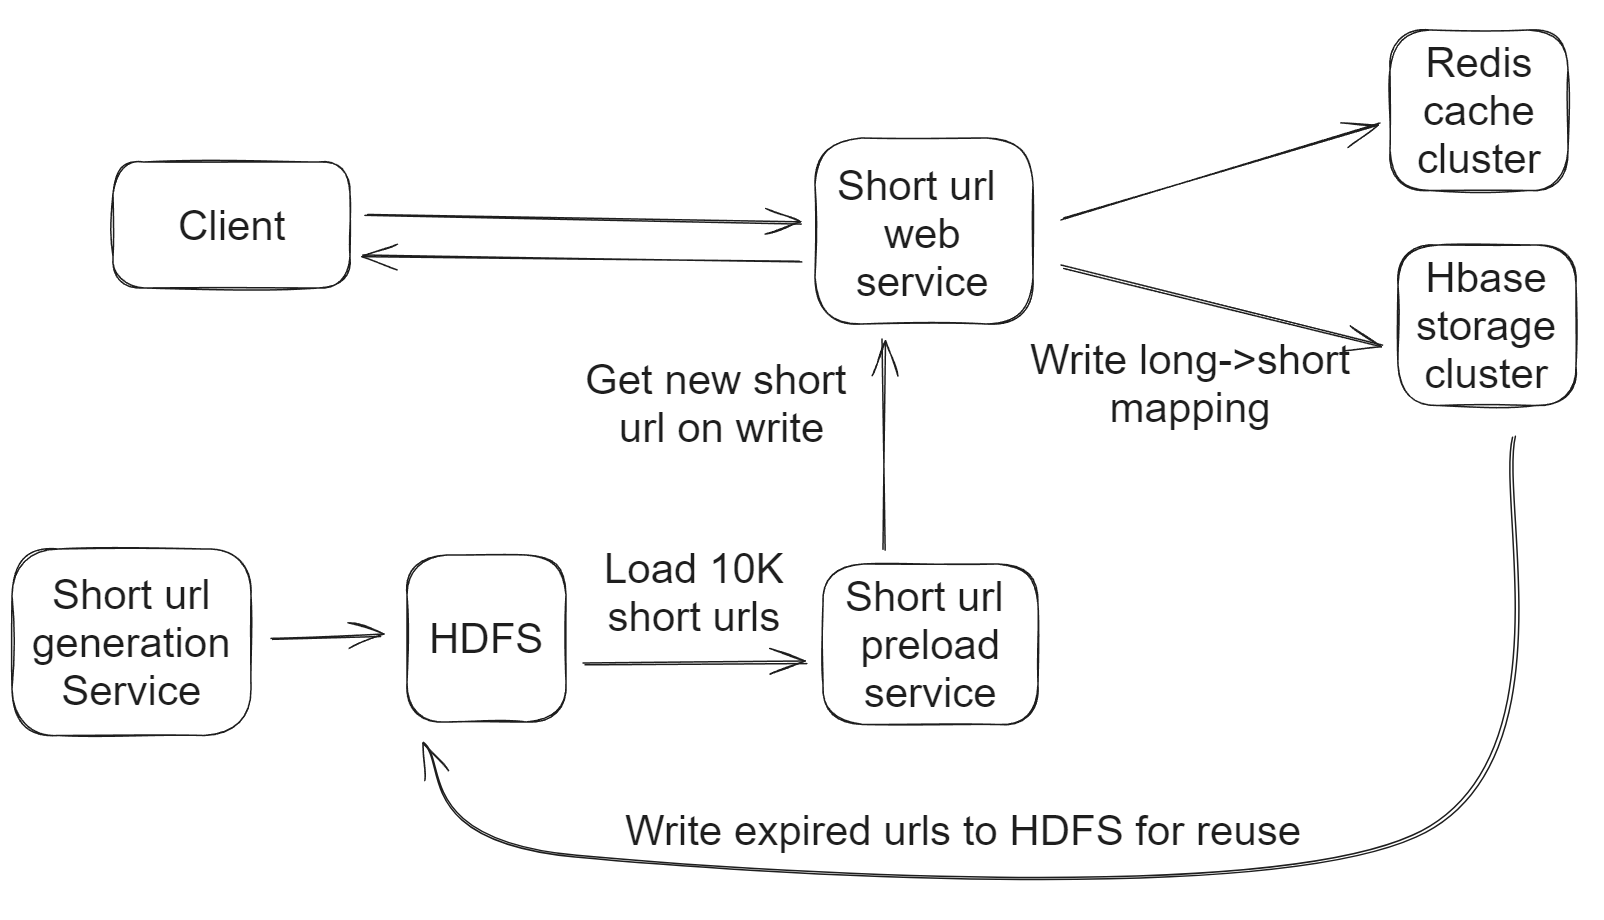 Redis
cache
cluster
Client
Short url
web
service
Hbase
storage
cluster
Get new short
url on write
Write long->short
mapping
Short url
generation
Service
HDFS
Load 10K
short urls
Short url
preload
service
Write expired urls to HDFS for reuse